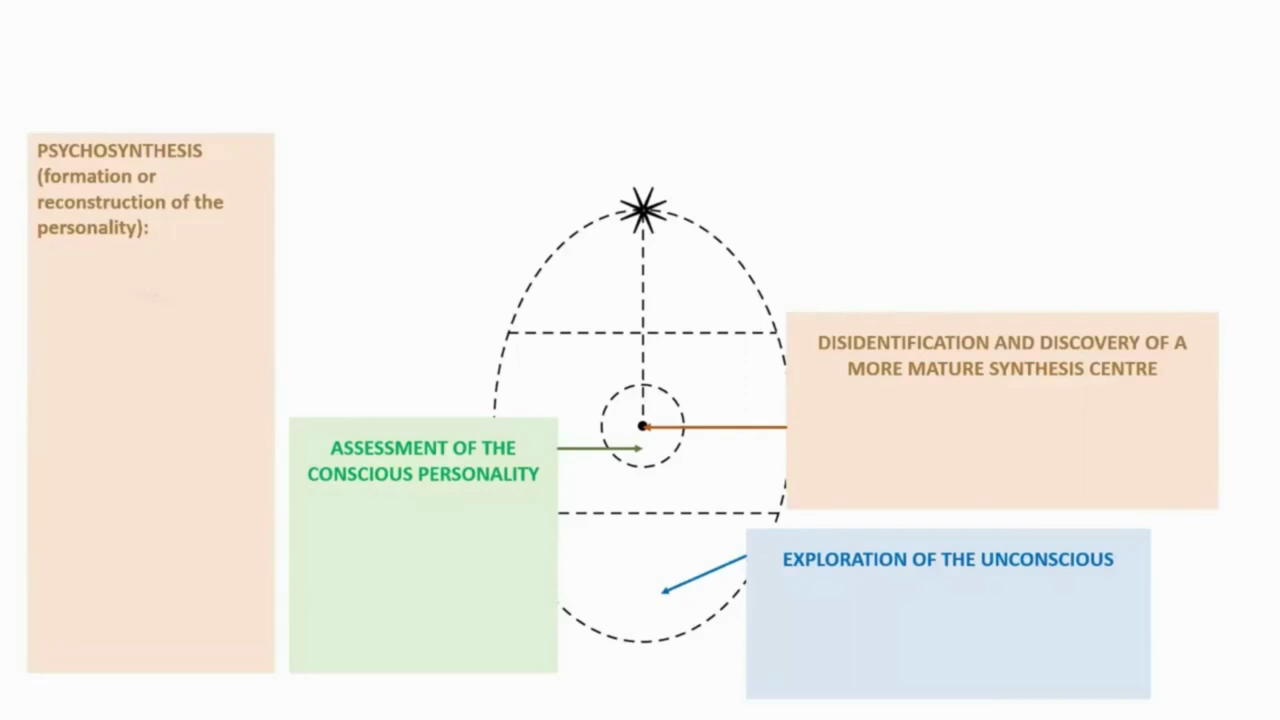 PSYCHOSYNTHESIS
(formation or
reconstruction of the
personality):
DISIDENTIFICATION AND DISCOVERY OF A
MORE MATURE SYNTHESIS CENTRE
ASSESSMENT OF THE
CONSCIOUS PERSONALITY
EXPLORATION OF THE UNCONSCIOUS